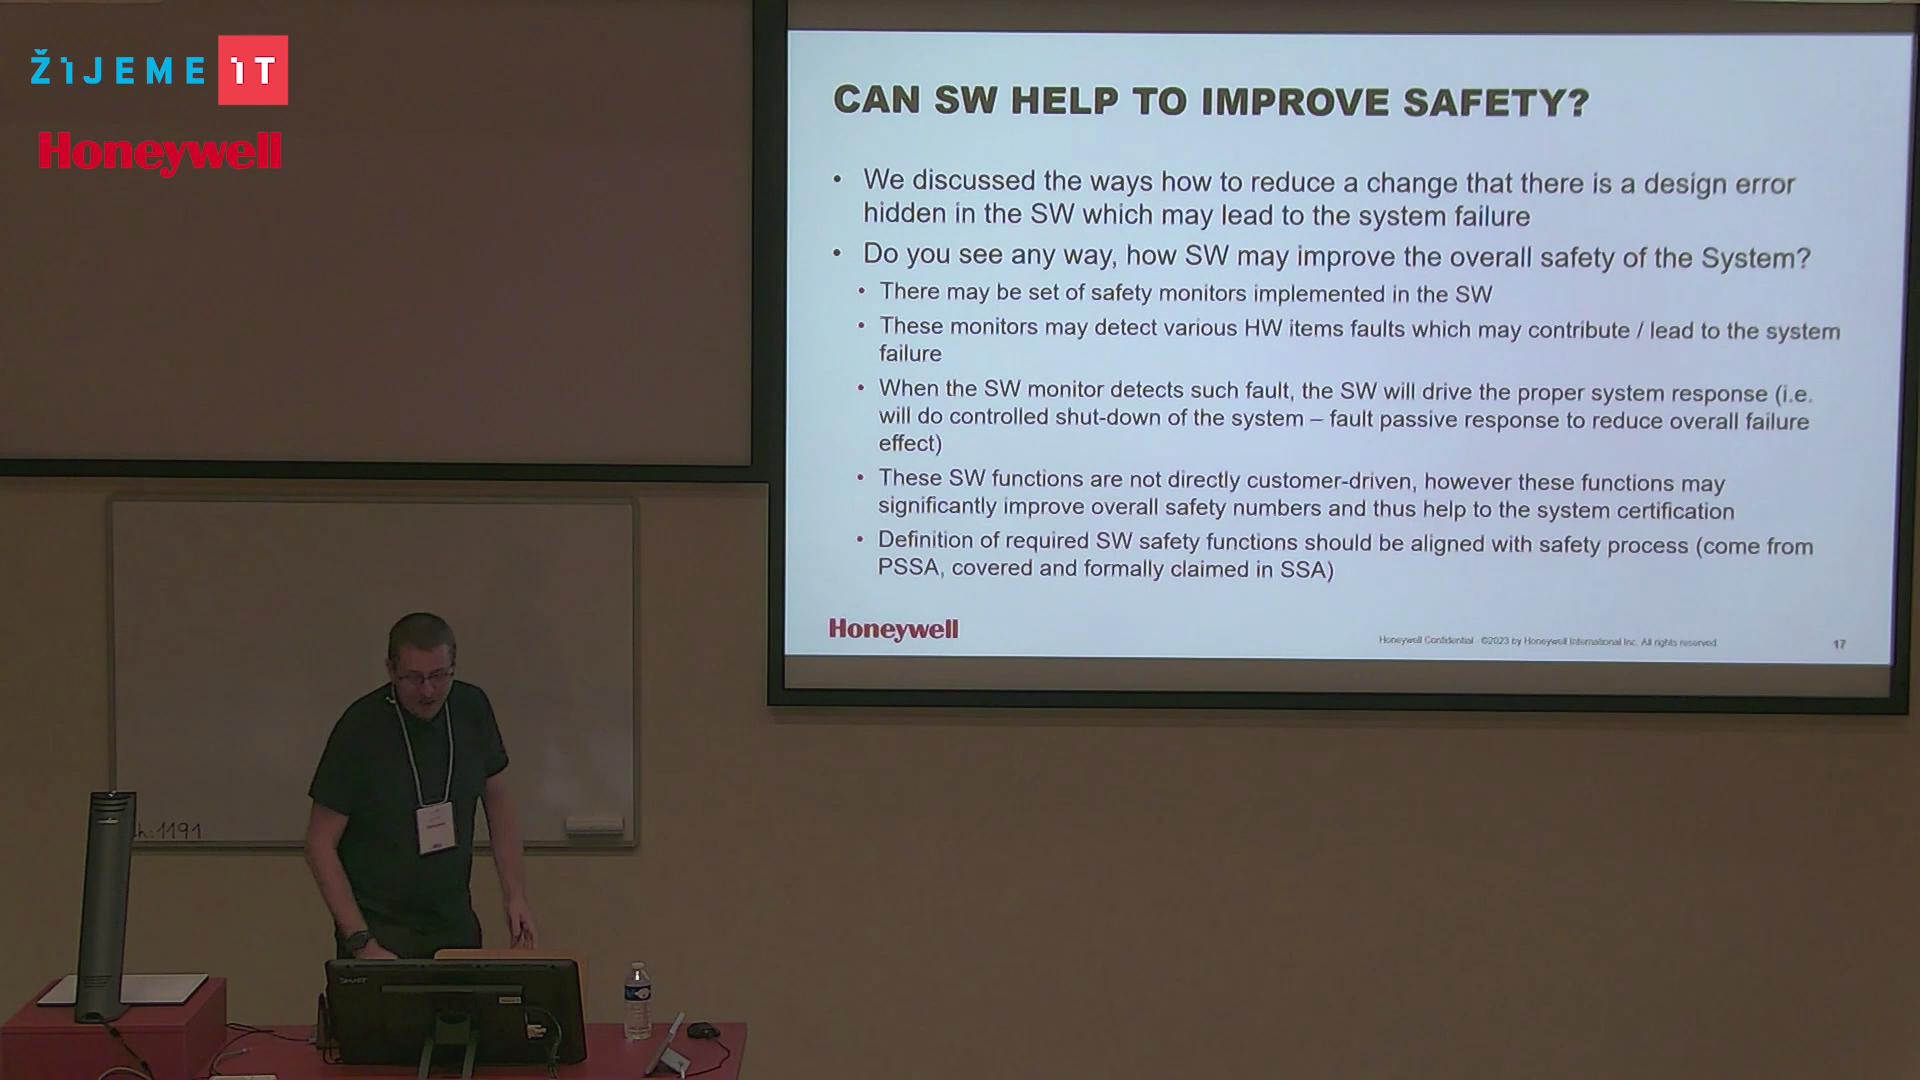 ŽIJEME IT
Honeywell
CAN SW HELP TO IMPROVE SAFETY?
• We discussed the ways how to reduce a change that there is a design error
hidden in the SW which may lead to the system failure
• Do you see any way, how SW may improve the overall safety of the System?
• There may be set of safety monitors implemented in the SW
• These monitors may detect various HW items faults which may contribute / lead to the system
failure
• When the SW monitor detects such fault, the SW will drive the proper system response (i.e.
will do controlled shut-down of the system – fault passive response to reduce overall failure
effect)
• These SW functions are not directly customer-driven, however these functions may
significantly improve overall safety numbers and thus help to the system certification
• Definition of required SW safety functions should be aligned with safety process (come from
PSSA, covered and formally claimed in SSA)
Honeywell
Honeywell Confidential - ©2023 by Honeywell International Inc. All rights reserved.
17
h:1191